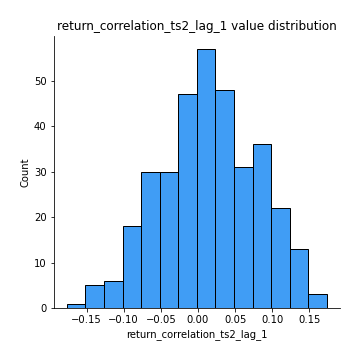 return_correlation_ts2_lag_1 value distribution
Count
50
40
30
20
10
0
−0.15 −0.10 −0.05 0.00 0.05 0.10 0.15
return_correlation_ts2_lag_1